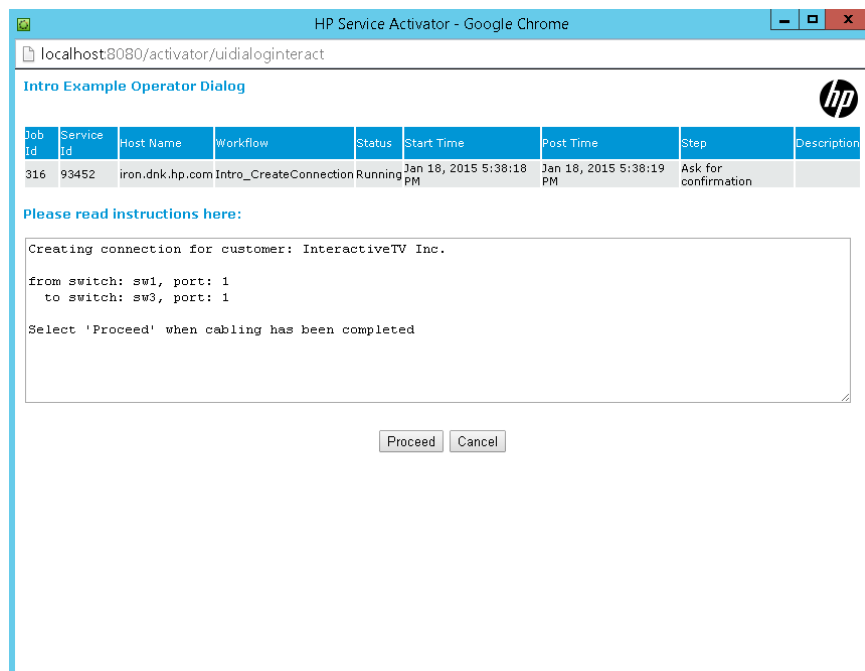 HP Service Activator - Google Chrome
localhost:8080/activator/uidialoginteract
Intro Example Operator Dialog
hp
Job Id Service Id Host Name Workflow Status Start Time Post Time Step Description
316 93452 iron.dnk.hp.com Intro_CreateConnection Running Jan 18, 2015 5:38:18 PM Jan 18, 2015 5:38:19 PM Ask for confirmation
Please read instructions here:
Creating connection for customer: InteractiveTV Inc.
from switch: sw1, port: 1
to switch: sw3, port: 1
Select 'Proceed' when cabling has been completed
Proceed Cancel